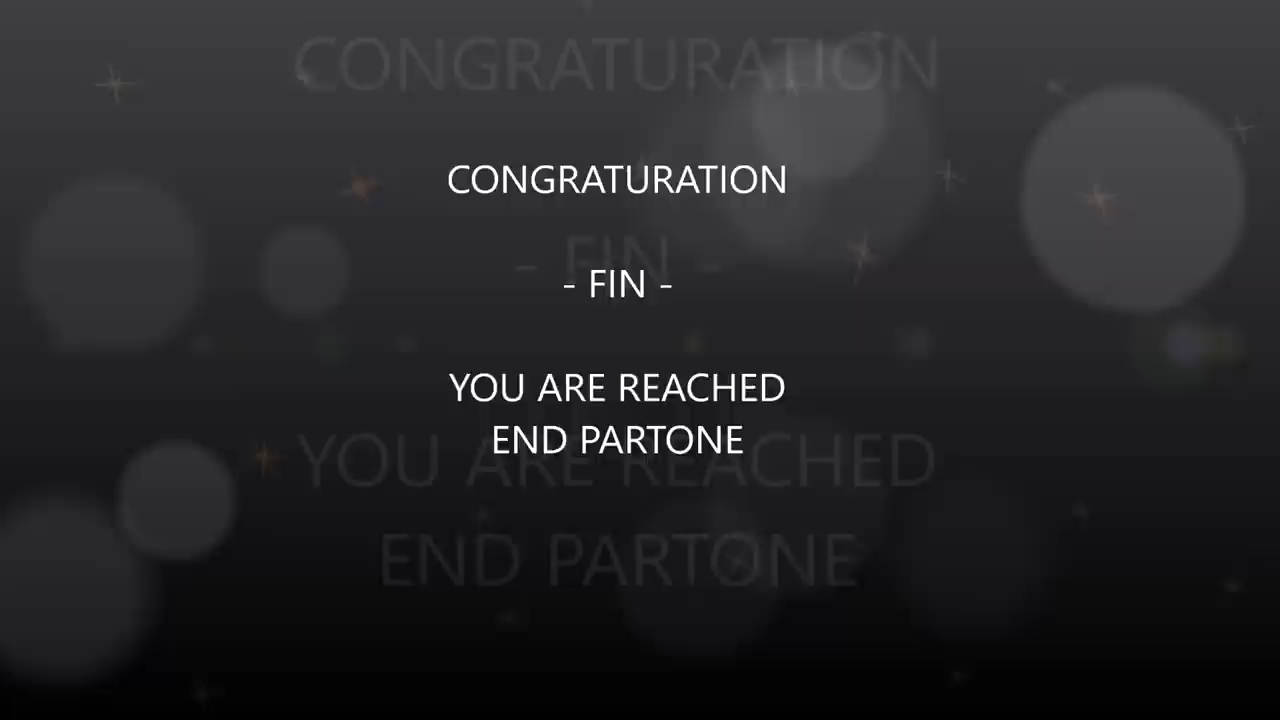 CONGRATURATION
- FIN -
YOU ARE REACHED
END PARTONE